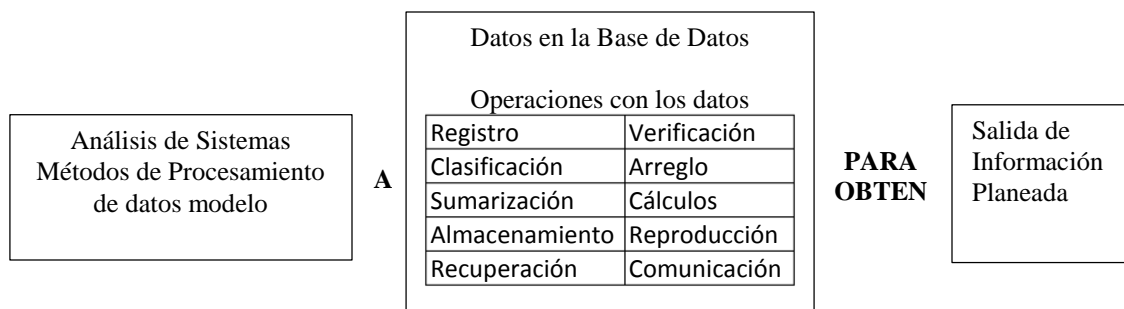 Análisis de Sistemas
Métodos de Procesamiento
de datos modelo
A
Datos en la Base de Datos
Operaciones con los datos
Registro Verificación
Clasificación Arreglo
Sumarización Cálculos
Almacenamiento Reproducción
Recuperación Comunicación
PARA
OBTEN
Salida de
Información
Planeada